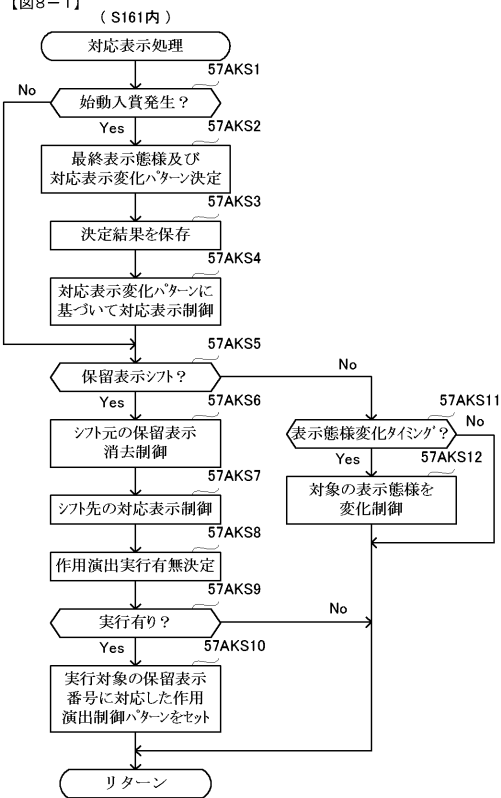 【図8－1】
（S161内）
対応表示処理
57AKS1
No
始動入賞発生？
Yes
57AKS2
最終表示態様及び
対応表示変化パターン決定
57AKS3
決定結果を保存
57AKS4
対応表示変化パターンに
基づいて対応表示制御
57AKS5
保留表示シフト？
No
Yes
57AKS6
シフト元の保留表示
消去制御
57AKS7
シフト先の対応表示制御
57AKS8
作用演出実行有無決定
57AKS9
実行有り？
No
Yes
57AKS10
実行対象の保留表示
番号に対応した作用
演出制御パターンをセット
リターン
57AKS11
表示態様変化タイミング？
No
Yes
57AKS12
対象の表示態様を
変化制御